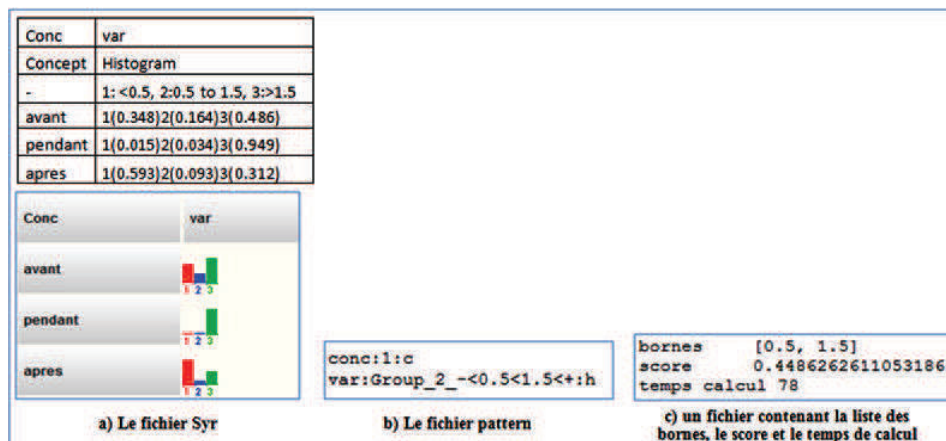 Conc var
Concept Histogram
- 1: <0.5, 2:0.5 to 1.5, 3:>1.5
avant 1(0.348)2(0.164)3(0.486)
pendant 1(0.015)2(0.034)3(0.949)
apres 1(0.593)2(0.093)3(0.312)
Conc var
avant
1 2 3
pendant
1 2 3
apres
1 2 3
a) Le fichier Syr
conc:1:c
var:Group_2_-<0.5<1.5<+:h
b) Le fichier pattern
bornes [0.5, 1.5]
score 0.4486262611053186
temps calcul 78
c) un fichier contenant la liste des
bornes, le score et le temps de calcul